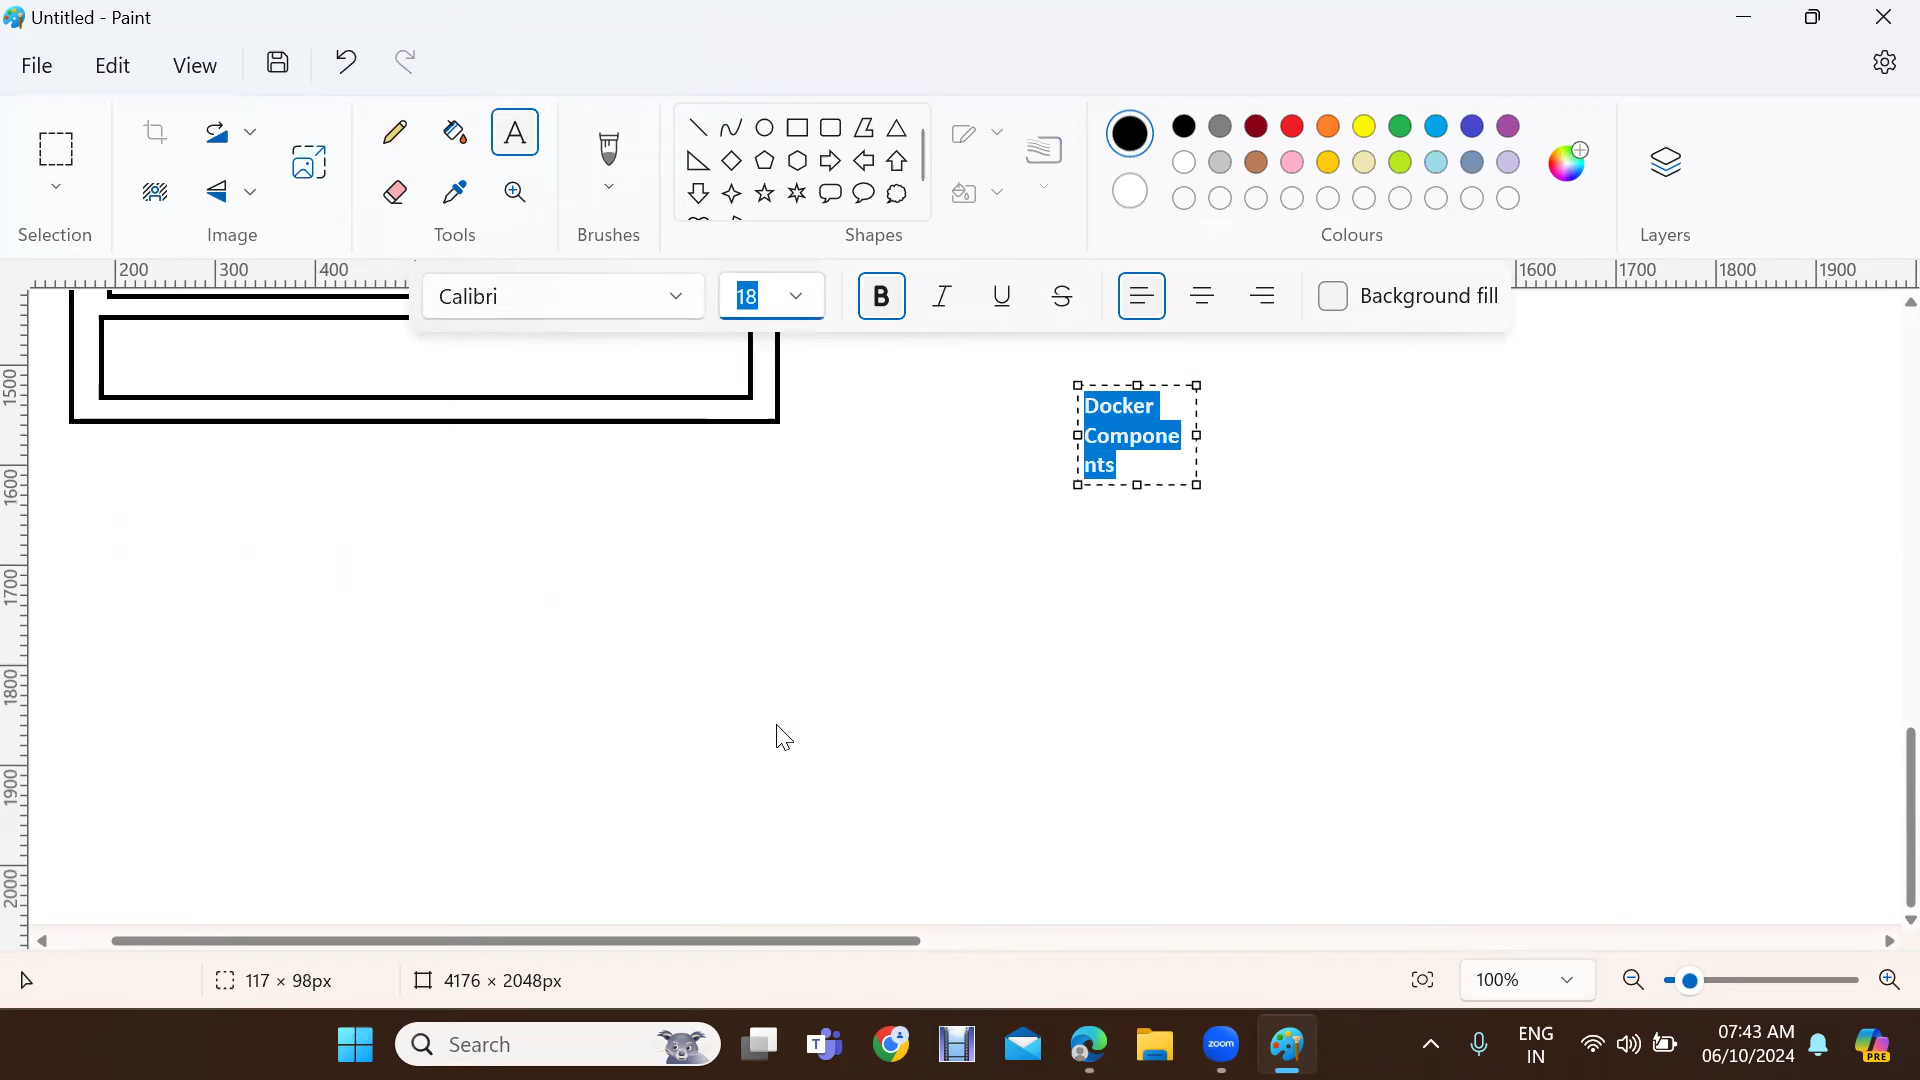 Untitled - Paint
File Edit View
Selection Image Tools Brushes Shapes Colours Layers
200 300 400 1600 1700 1800 1900
Calibri 18 B I U S Background fill
1500
1600
1700
1800
1900
2000
Docker
Compone
nts
117 × 98px 4176 × 2048px 100%
Search T zoom ENG
IN
07:43 AM
06/10/2024
PRE